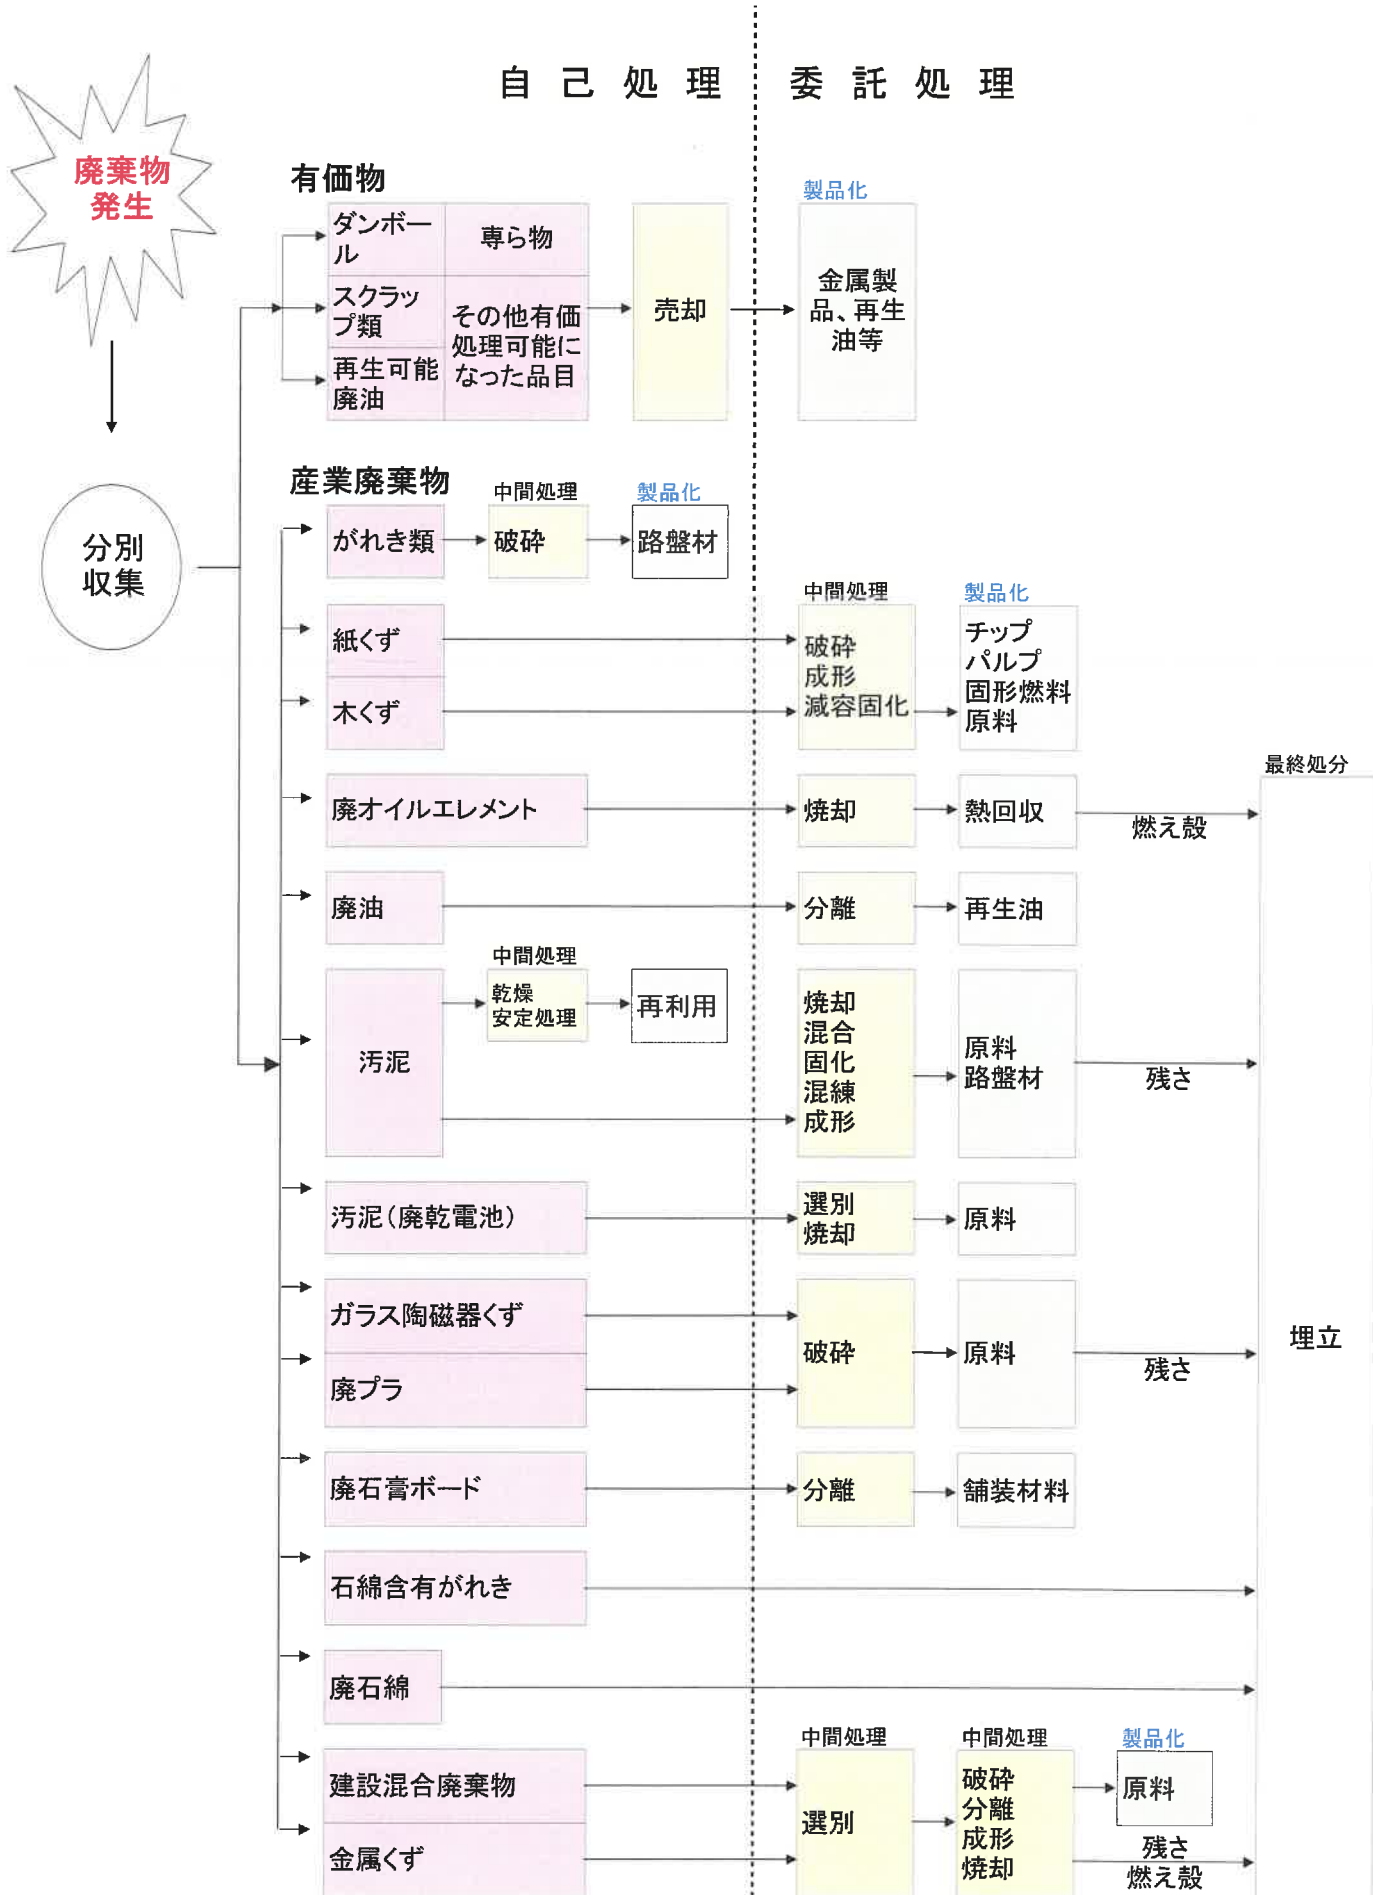 自己処理
委託処理
廃棄物
発生
有価物
製品化
ダンボー
ル
専ら物
スクラッ
プ類
その他有価
処理可能に
なった品目
再生可能
廃油
売却
金属製
品、再生
油等
分別
収集
産業廃棄物
中間処理
製品化
がれき類
破砕
路盤材
中間処理
製品化
紙くず
木くず
破砕
成形
減容固化
チップ
パルプ
固形燃料
原料
最終処分
廃オイルエレメント
焼却
熱回収
燃え殻
廃油
分離
再生油
中間処理
汚泥
乾燥
安定処理
再利用
焼却
混合
固化
混練
成形
原料
路盤材
残さ
汚泥(廃乾電池)
選別
焼却
原料
ガラス陶磁器くず
廃プラ
破砕
原料
残さ
埋立
廃石膏ボード
分離
舗装材料
石綿含有がれき
廃石綿
中間処理
中間処理
製品化
建設混合廃棄物
金属くず
選別
破砕
分離
成形
焼却
原料
残さ
燃え殻